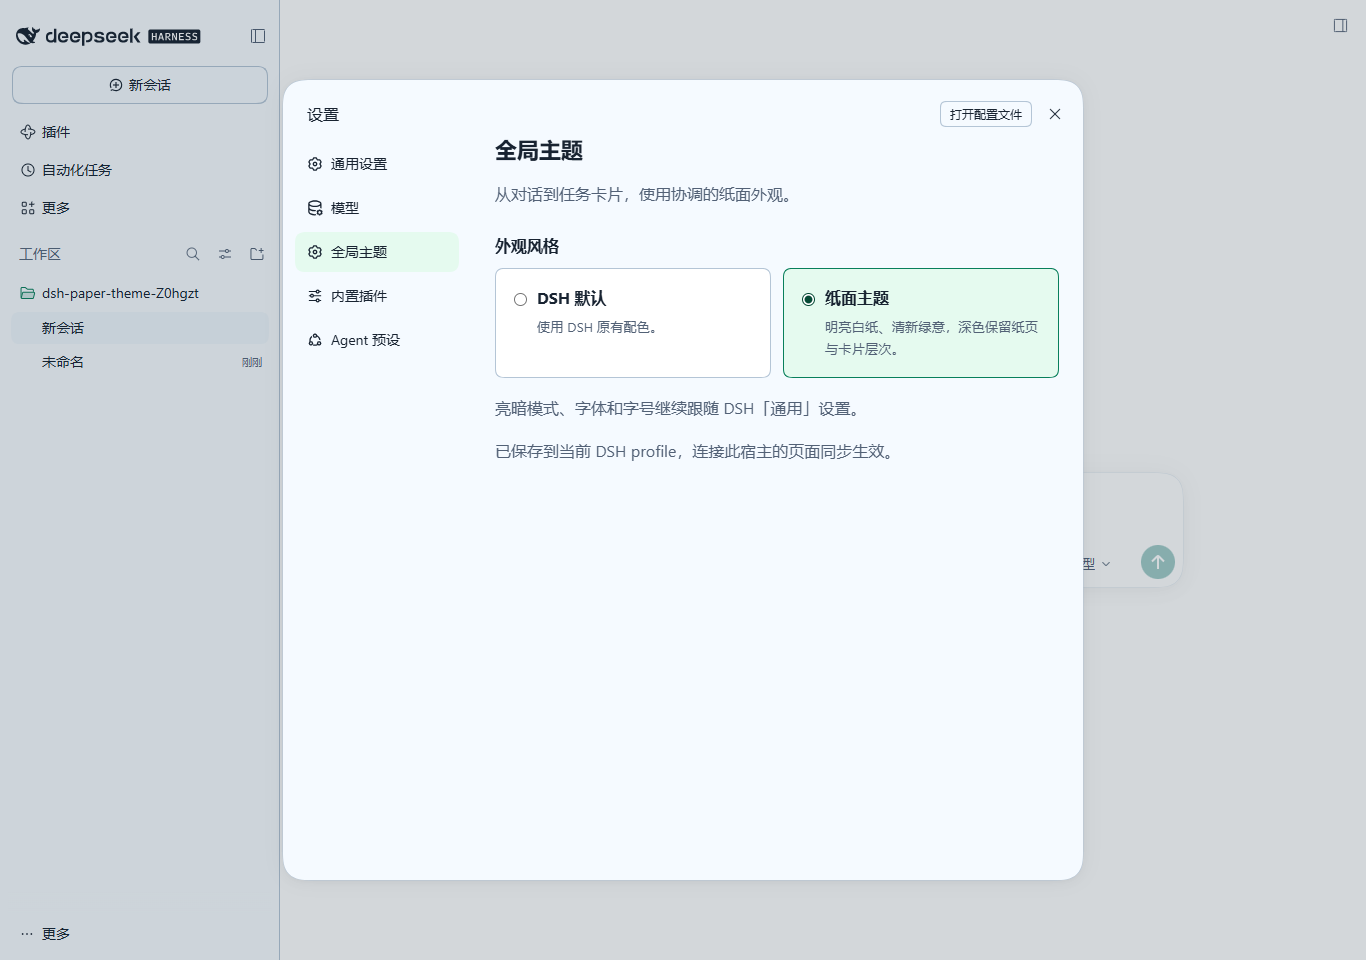 deepseek HARNESS
新会话
插件
自动化任务
更多
工作区
dsh-paper-theme-Z0hgzt
新会话
未命名 刚刚
更多
设置
打开配置文件
通用设置
模型
全局主题
内置插件
Agent 预设
全局主题
从对话到任务卡片，使用协调的纸面外观。
外观风格
DSH 默认
使用 DSH 原有配色。
纸面主题
明亮白纸、清新绿意，深色保留纸页
与卡片层次。
亮暗模式、字体和字号继续跟随 DSH「通用」设置。
已保存到当前 DSH profile，连接此宿主的页面同步生效。
型